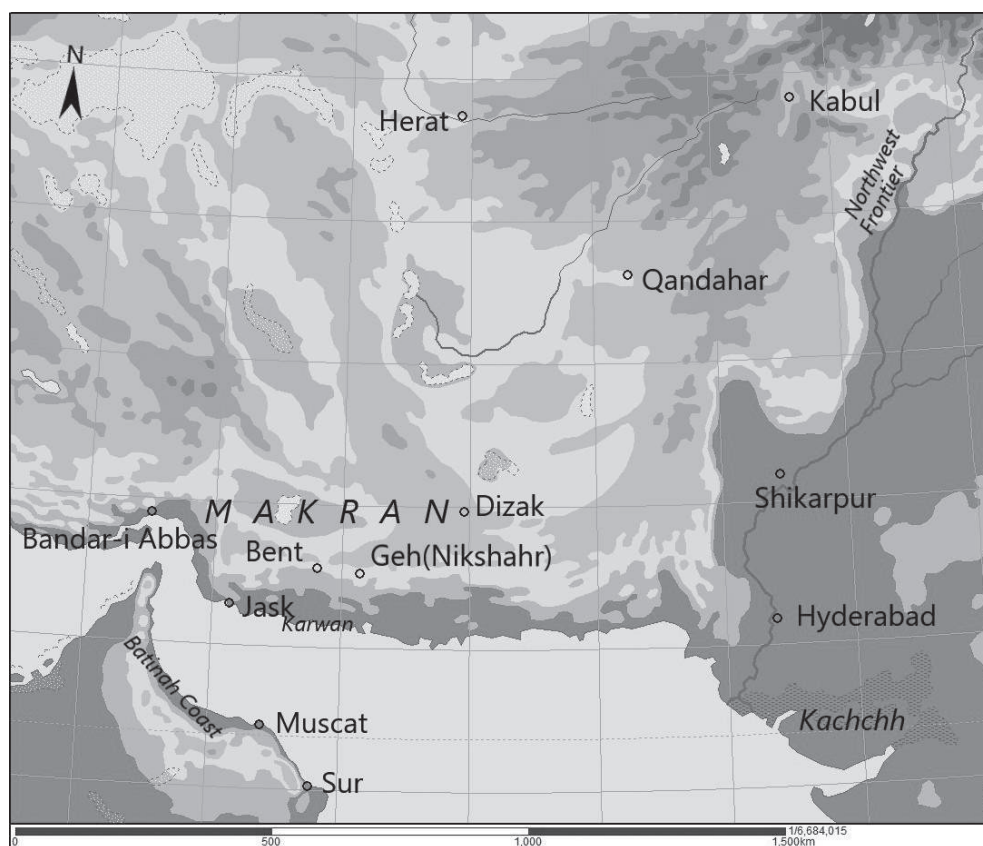 N
Herat
Kabul
Northwest
Frontier
Qandahar
MAKRAN
Dizak
Shikarpur
Bandar-i Abbas
Bent
Geh(Nikshahr)
Jask
Karwan
Hyderabad
Batinah Coast
Muscat
Kachchh
Sur
1/6,684,015
0
500
1.000
1.500km